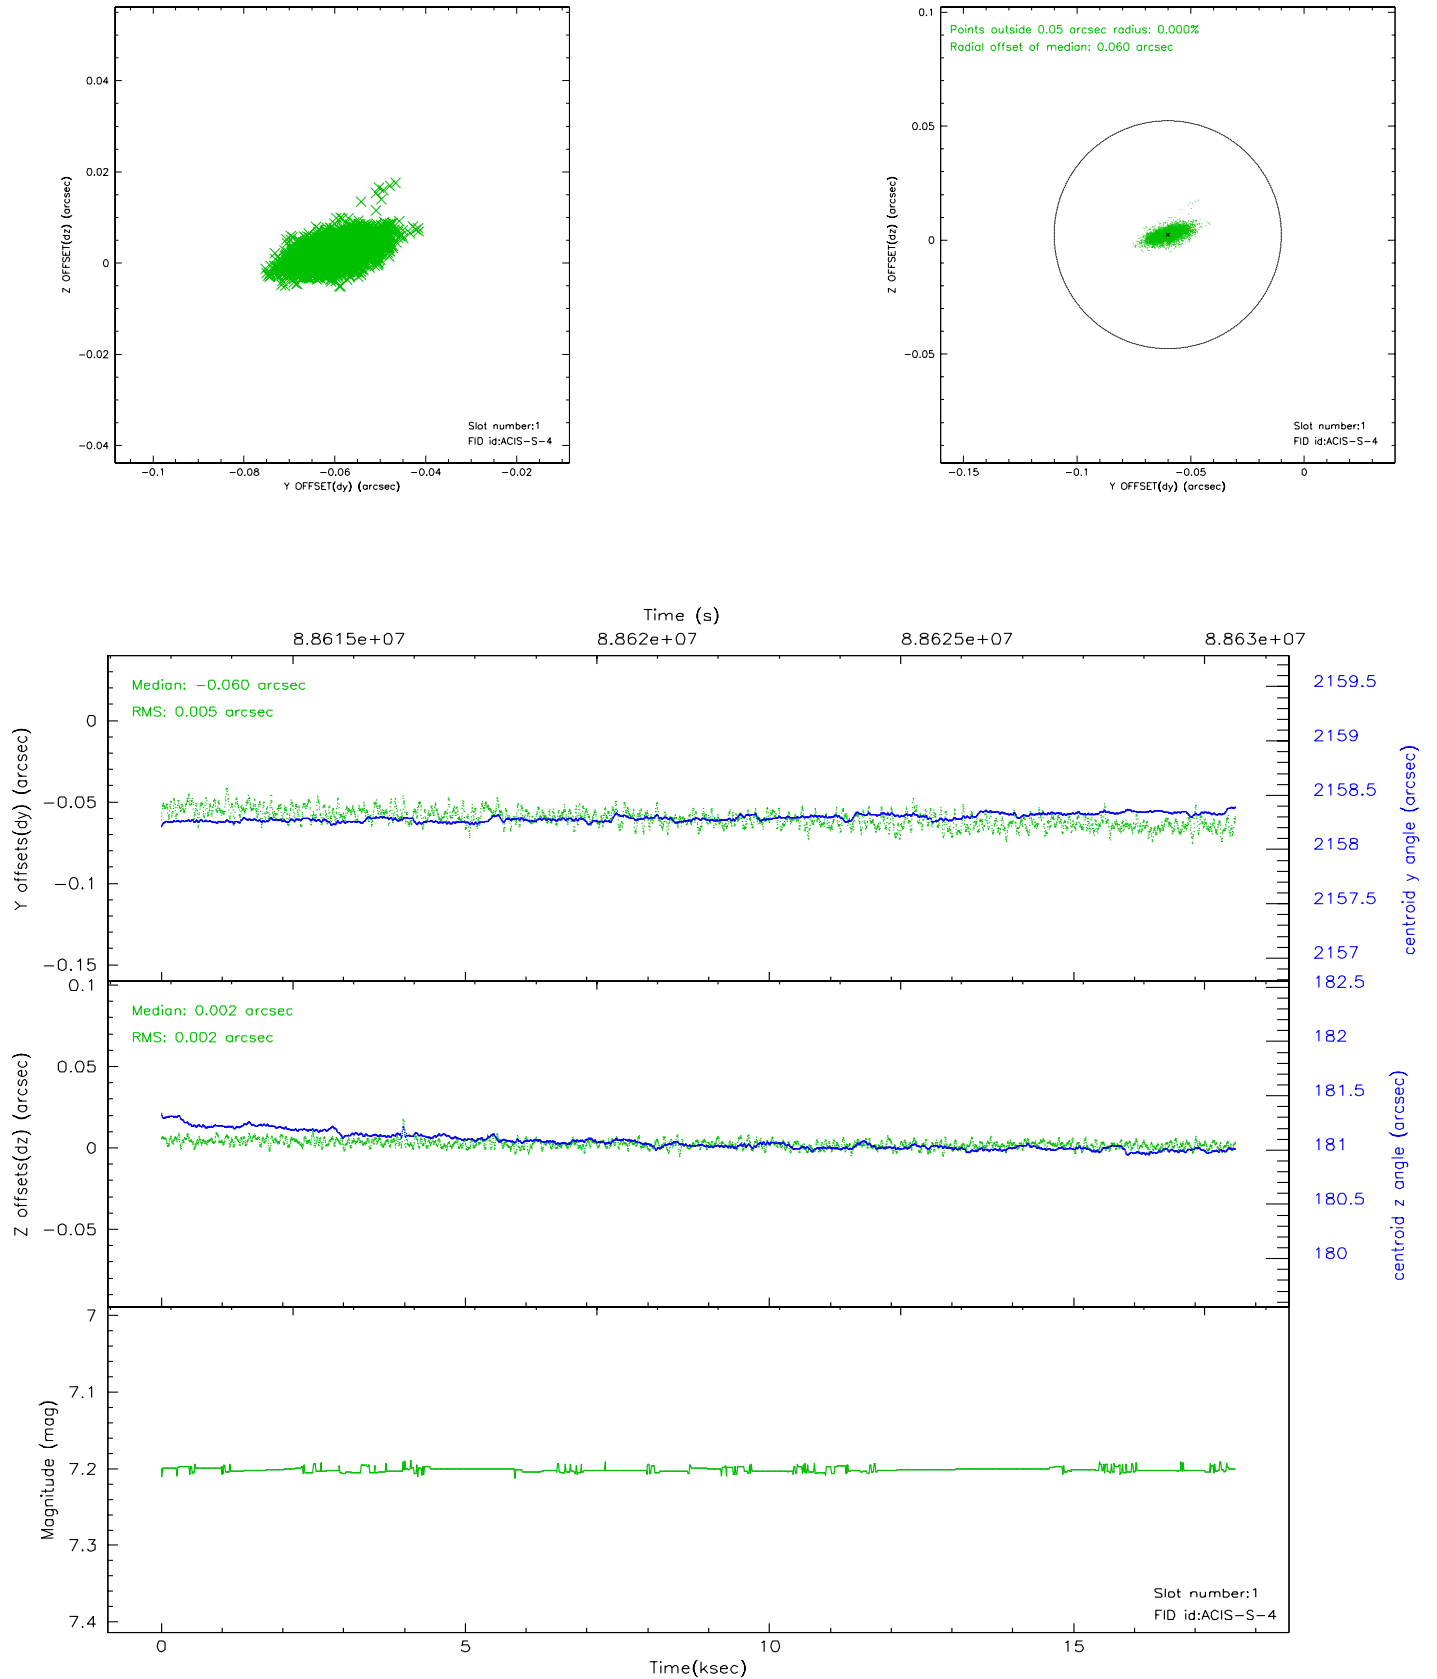 0.04
0.02
0
−0.02
−0.04
Z OFFSET(dz) (arcsec)
Slot number:1
FID id:ACIS−S−4
−0.1
−0.08
−0.06
−0.04
−0.02
Y OFFSET(dy) (arcsec)
0.1
0.05
0
−0.05
Z OFFSET(dz) (arcsec)
Points outside 0.05 arcsec radius: 0.000%
Radial offset of median: 0.060 arcsec
Slot number:1
FID id:ACIS−S−4
−0.15
−0.1
−0.05
0
Y OFFSET(dy) (arcsec)
Time (s)
8.8615e+07
8.862e+07
8.8625e+07
8.863e+07
Median: −0.060 arcsec
RMS: 0.005 arcsec
0
−0.05
−0.1
−0.15
Y offsets(dy) (arcsec)
2159.5
2159
2158.5
2158
2157.5
2157
centroid y angle (arcsec)
Median: 0.002 arcsec
RMS: 0.002 arcsec
0.1
0.05
0
−0.05
Z offsets(dz) (arcsec)
182.5
182
181.5
181
180.5
180
centroid z angle (arcsec)
7
7.1
7.2
7.3
7.4
Magnitude (mag)
Slot number:1
FID id:ACIS−S−4
0
5
10
15
Time(ksec)